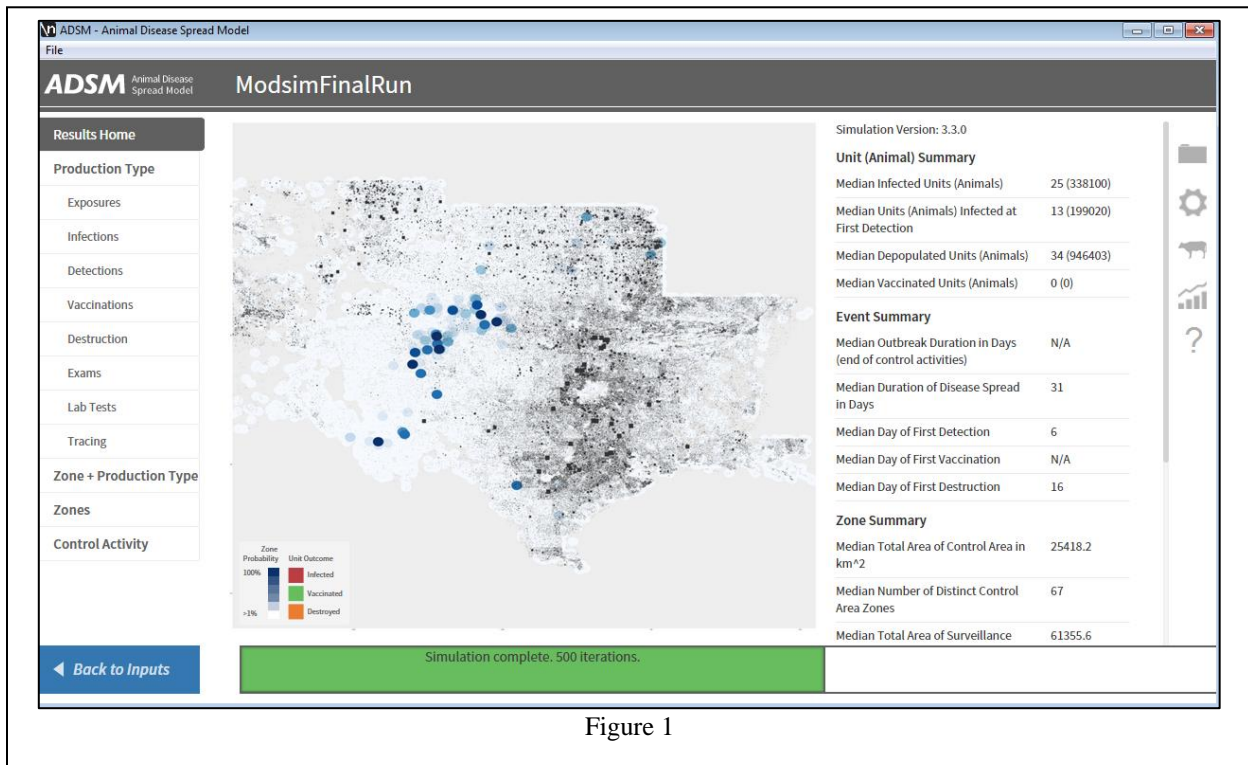 ADSM - Animal Disease Spread Model
File
ADSM Animal Disease
Spread Model
ModsimFinalRun
Results Home
Production Type
Exposures
Infections
Detections
Vaccinations
Destruction
Exams
Lab Tests
Tracing
Zone + Production Type
Zones
Control Activity
Back to Inputs
Zone
Probability
100%
>1%
Unit Outcome
Infected
Vaccinated
Destroyed
Simulation complete. 500 iterations.
Simulation Version: 3.3.0
Unit (Animal) Summary
Median Infected Units (Animals) 25 (338100)
Median Units (Animals) Infected at 13 (199020)
First Detection
Median Depopulated Units (Animals) 34 (946403)
Median Vaccinated Units (Animals) 0 (0)
Event Summary
Median Outbreak Duration in Days N/A
(end of control activities)
Median Duration of Disease Spread 31
in Days
Median Day of First Detection 6
Median Day of First Vaccination N/A
Median Day of First Destruction 16
Zone Summary
Median Total Area of Control Area in 25418.2
km^2
Median Number of Distinct Control 67
Area Zones
Median Total Area of Surveillance 61355.6
?
Figure 1